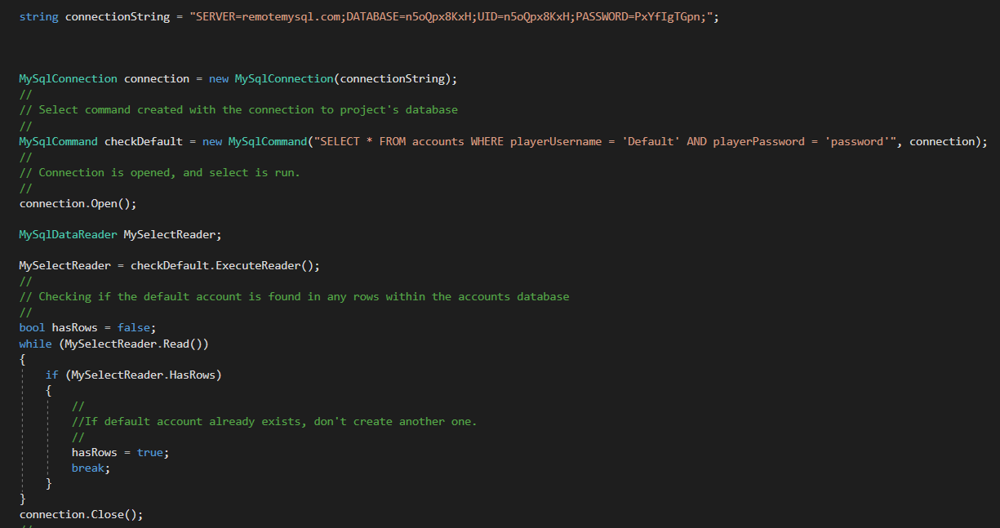 string connectionString = "SERVER=remotemysql.com;DATABASE=n5oQpx8KxH;UID=n5oQpx8KxH;PASSWORD=PxYfIgTGpn;";
MySqlConnection connection = new MySqlConnection(connectionString);
//
// Select command created with the connection to project's database
//
MySqlCommand checkDefault = new MySqlCommand("SELECT * FROM accounts WHERE playerUsername = 'Default' AND playerPassword = 'password'", connection);
//
// Connection is opened, and select is run.
//
connection.Open();
MySqlDataReader MySelectReader;
MySelectReader = checkDefault.ExecuteReader();
//
// Checking if the default account is found in any rows within the accounts database
//
bool hasRows = false;
while (MySelectReader.Read())
{
if (MySelectReader.HasRows)
{
//
//If default account already exists, don't create another one.
//
hasRows = true;
break;
}
}
connection.Close();
//